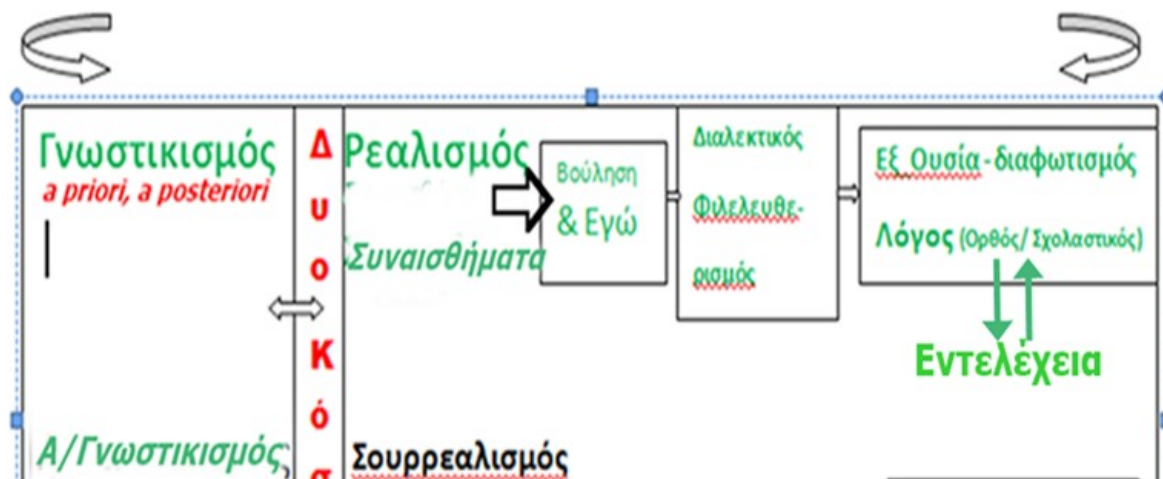 Γνωστικισμός
a priori, a posteriori
Α/Γνωστικισμός
Δ
υ
ο
Κ
ό
Ρεαλισμός
Συναισθήματα
Σουρρεαλισμός
Βούληση
& Εγώ
Διαλεκτικός
Φιλελευθε-
ρισμός
Εξ Ουσία - διαφωτισμός
Λόγος (Ορθός/ Σχολαστικός)
Εντελέχεια